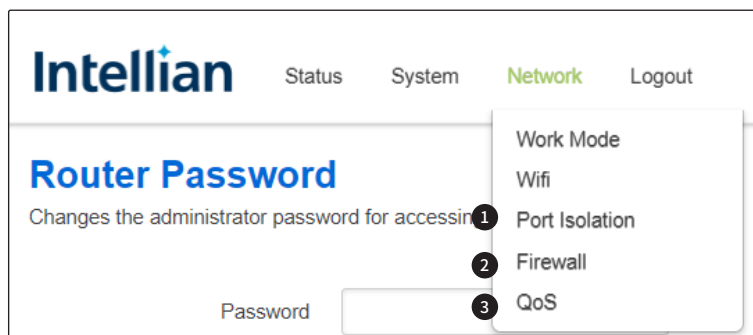 Intellian Status System Network Logout
Work Mode
Router Password
Wifi
Changes the administrator password for accessin
1 Port Isolation
2 Firewall
3 QoS
Password